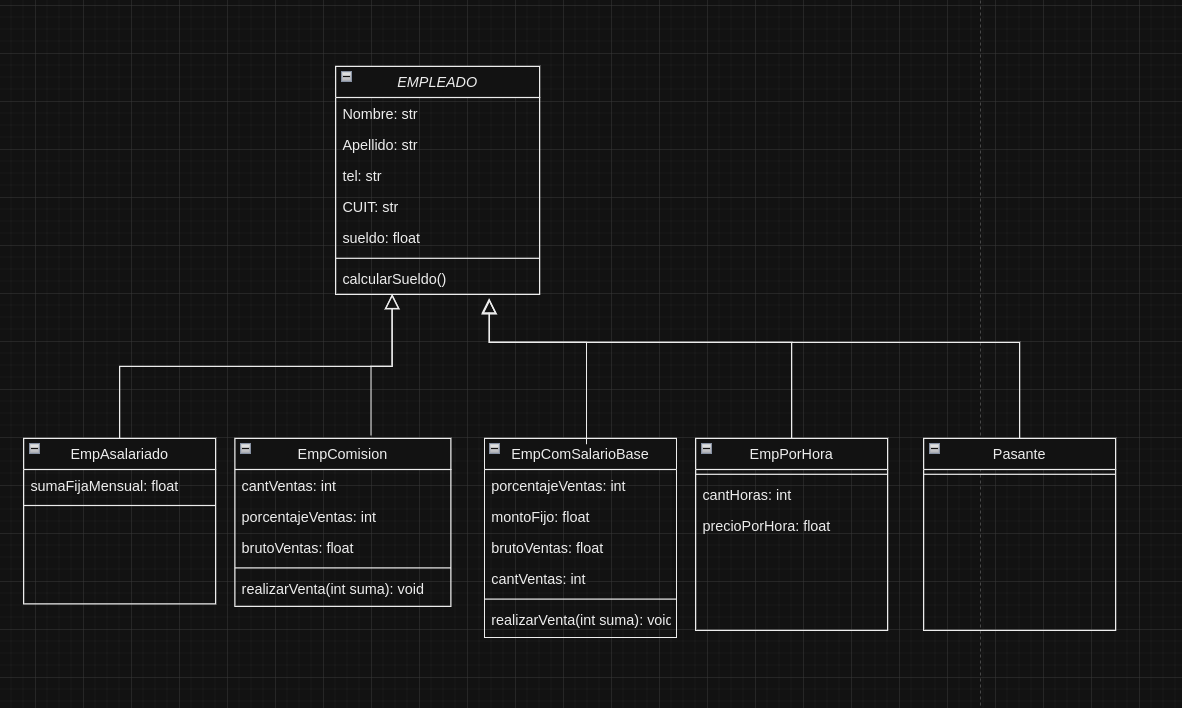 EMPLEADO
Nombre: str
Apellido: str
tel: str
CUIT: str
sueldo: float
calcularSueldo()
EmpAsalariado
sumaFijaMensual: float
EmpComision
cantVentas: int
porcentajeVentas: int
brutoVentas: float
realizarVenta(int suma): void
EmpComSalarioBase
porcentajeVentas: int
montoFijo: float
brutoVentas: float
cantVentas: int
realizarVenta(int suma): voic
EmpPorHora
cantHoras: int
precioPorHora: float
Pasante